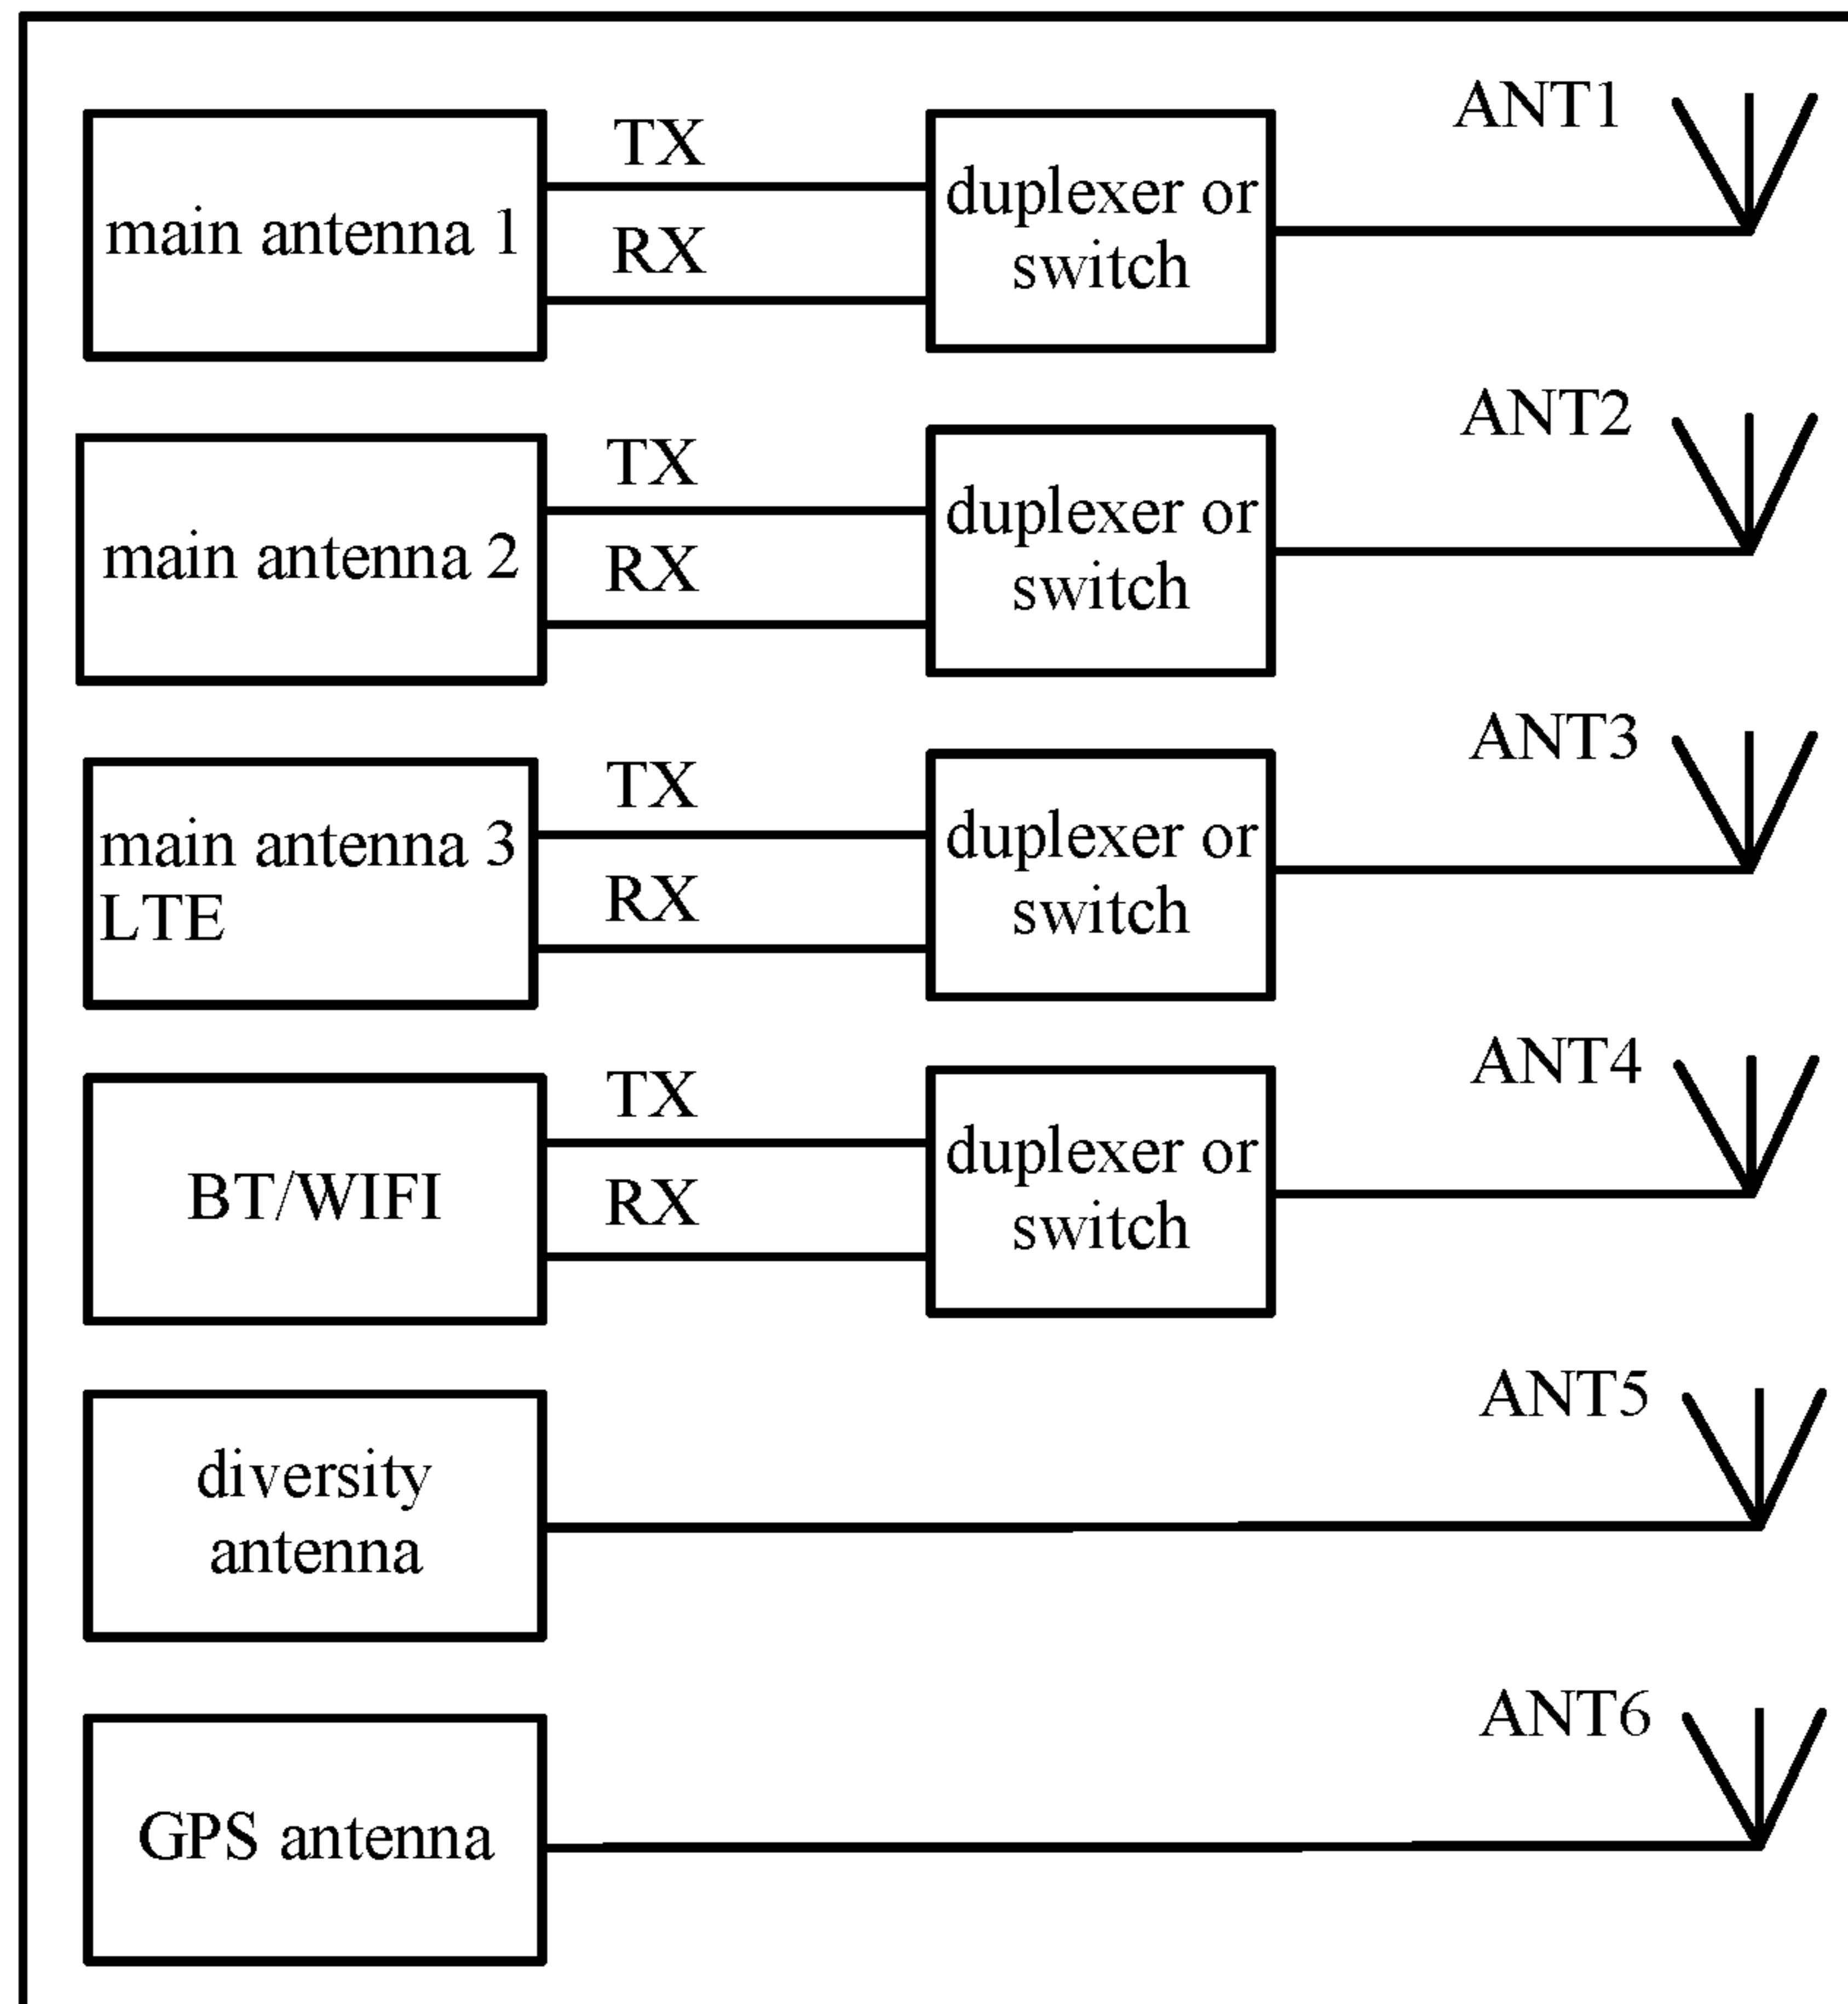 ANT1
main antenna 1
TX
RX
duplexer or
switch
ANT2
main antenna 2
TX
RX
duplexer or
switch
ANT3
main antenna 3
LTE
TX
RX
duplexer or
switch
ANT4
BT/WIFI
TX
RX
duplexer or
switch
ANT5
diversity
antenna
ANT6
GPS antenna